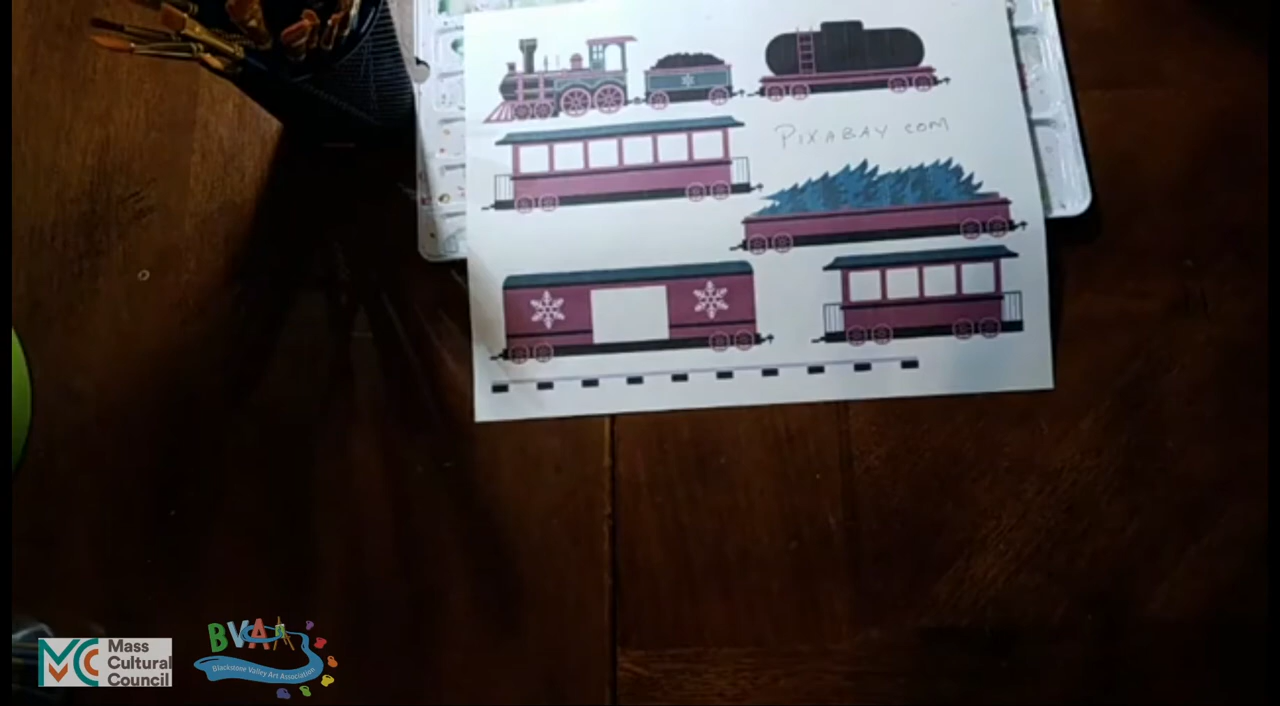 PIXABAY COM
Mass
Cultural
Council
BVAA
Blackstone Valley Art Association